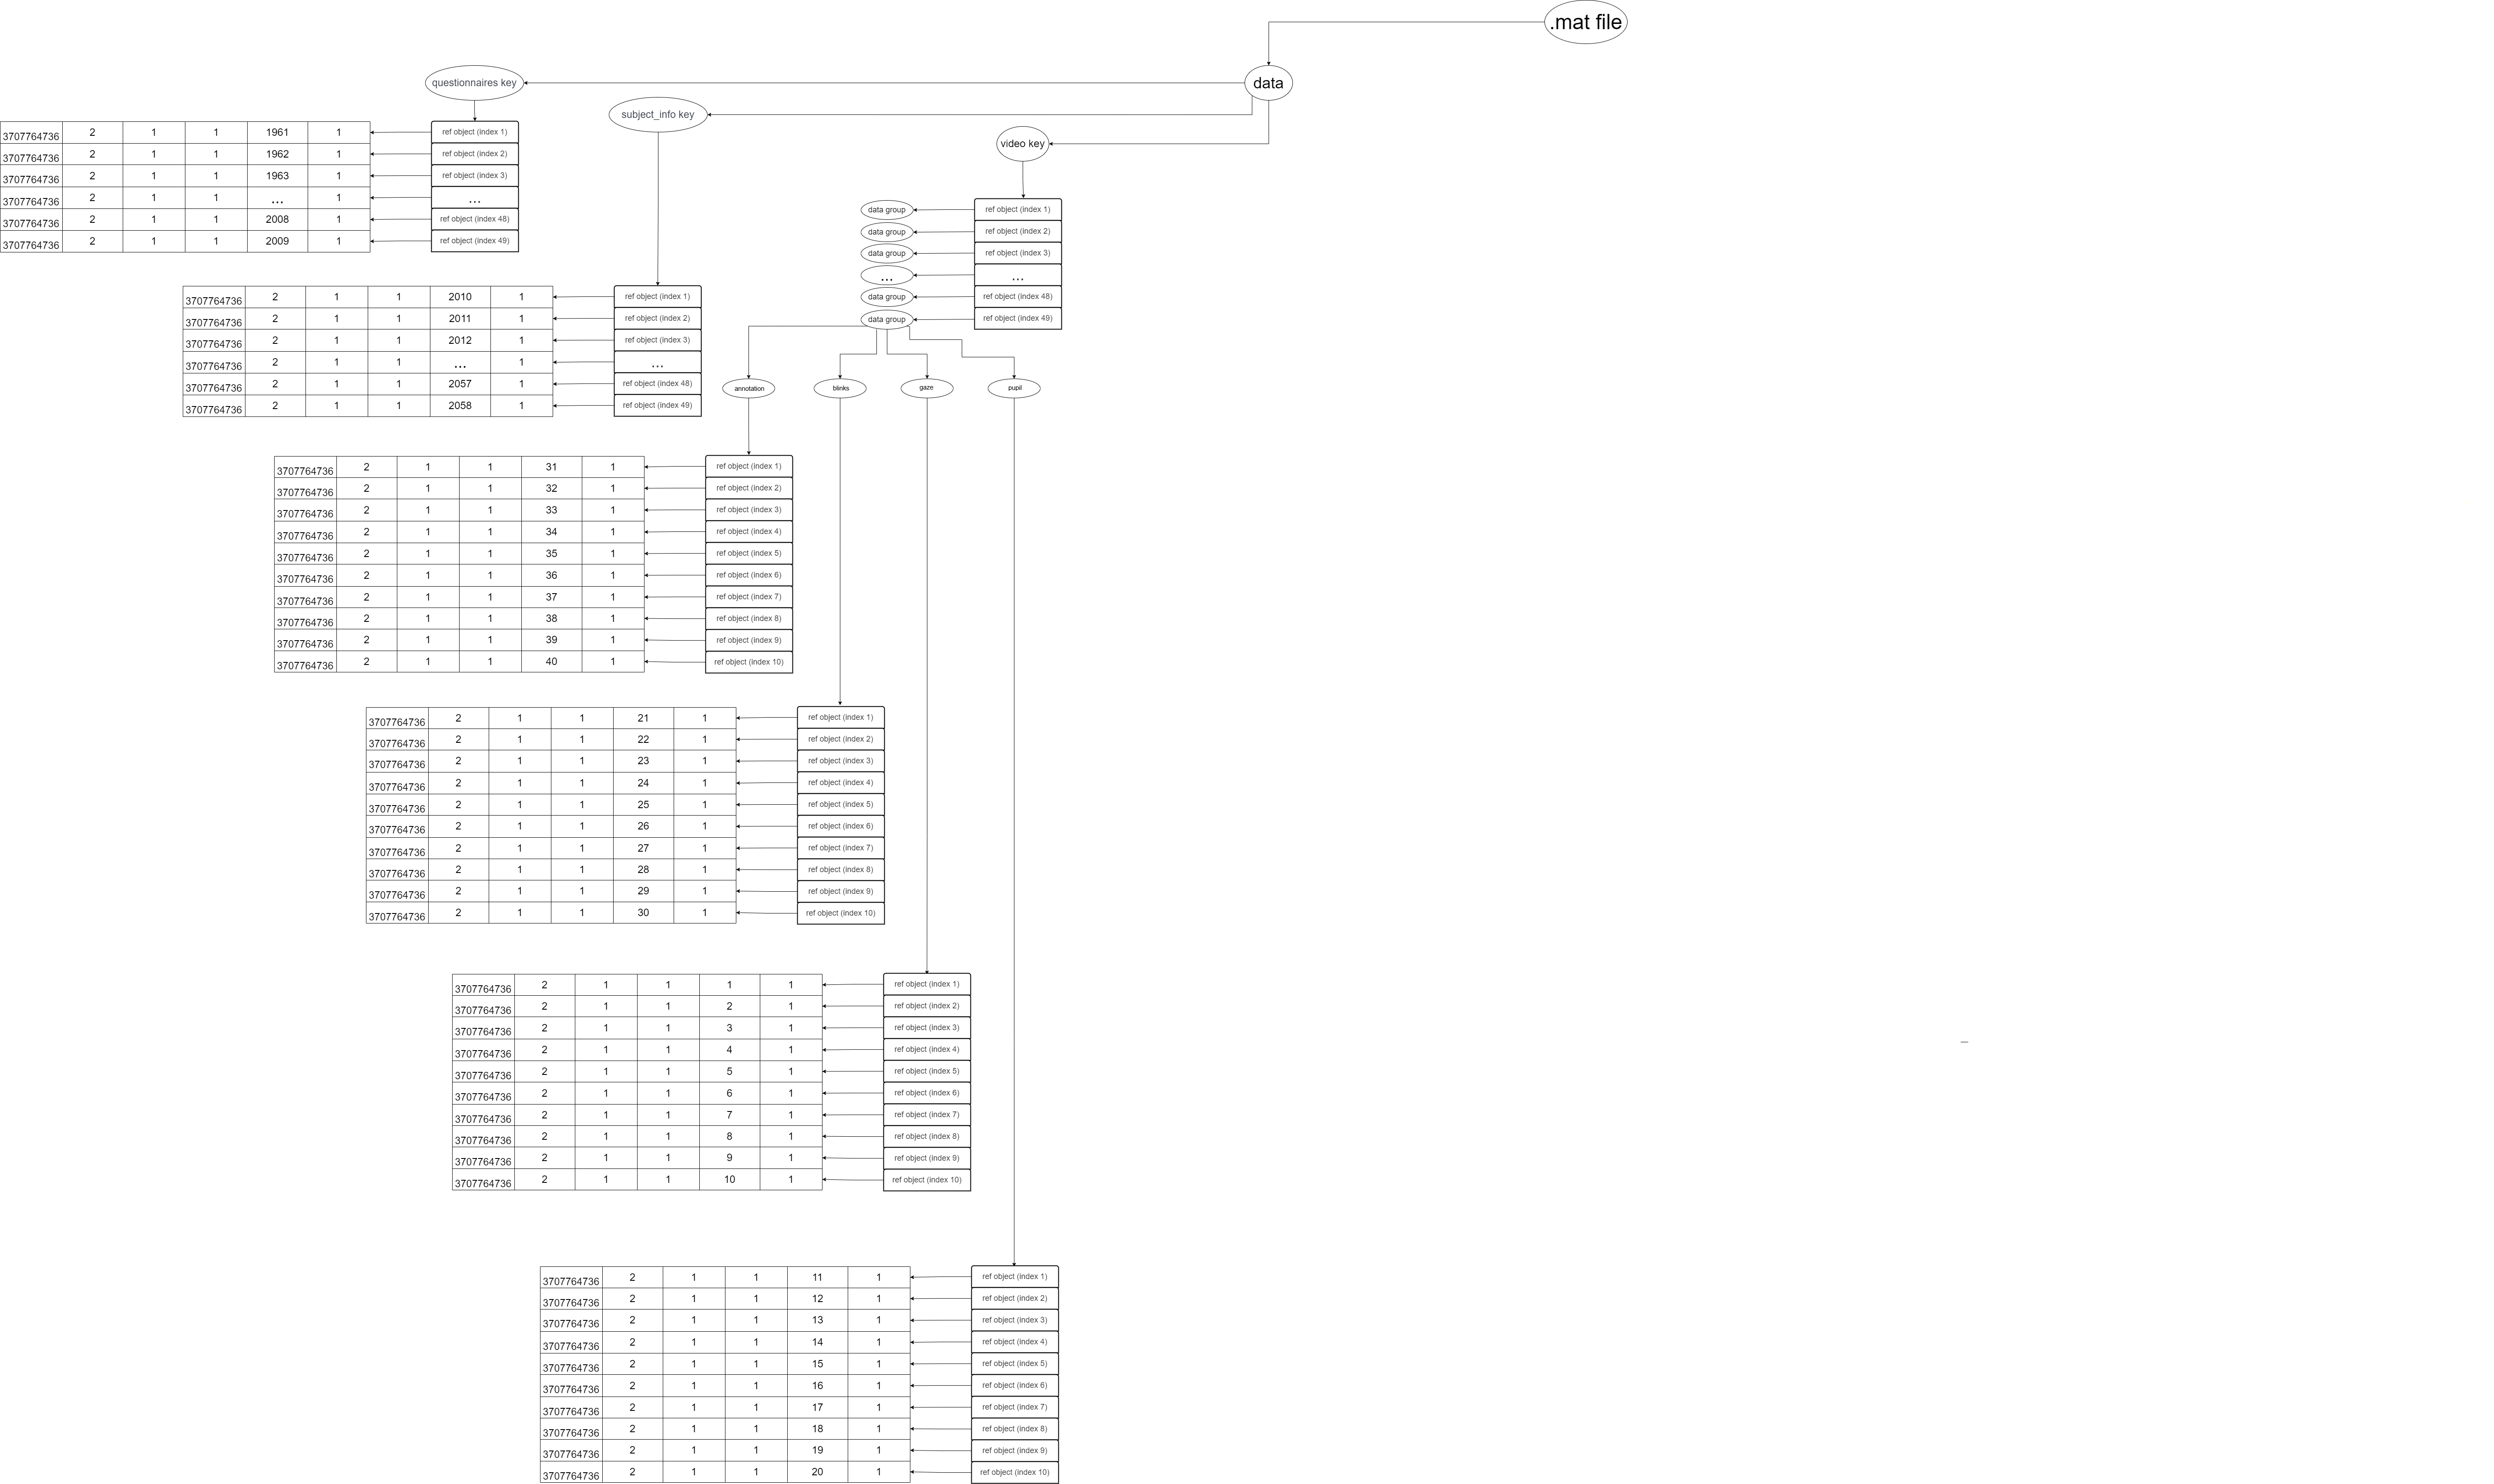 .mat file
data
questionnaires key
subject_info key
video key
3707764736 2 1 1 1961 1 ref object (index 1)
3707764736 2 1 1 1962 1 ref object (index 2)
3707764736 2 1 1 1963 1 ref object (index 3)
3707764736 2 1 1 ... 1 ...
3707764736 2 1 1 2008 1 ref object (index 48)
3707764736 2 1 1 2009 1 ref object (index 49)
data group ref object (index 1)
data group ref object (index 2)
data group ref object (index 3)
... ...
data group ref object (index 48)
data group ref object (index 49)
3707764736 2 1 1 2010 1 ref object (index 1)
3707764736 2 1 1 2011 1 ref object (index 2)
3707764736 2 1 1 2012 1 ref object (index 3)
3707764736 2 1 1 ... 1 ...
3707764736 2 1 1 2057 1 ref object (index 48)
3707764736 2 1 1 2058 1 ref object (index 49)
annotation blinks gaze pupil
3707764736 2 1 1 31 1 ref object (index 1)
3707764736 2 1 1 32 1 ref object (index 2)
3707764736 2 1 1 33 1 ref object (index 3)
3707764736 2 1 1 34 1 ref object (index 4)
3707764736 2 1 1 35 1 ref object (index 5)
3707764736 2 1 1 36 1 ref object (index 6)
3707764736 2 1 1 37 1 ref object (index 7)
3707764736 2 1 1 38 1 ref object (index 8)
3707764736 2 1 1 39 1 ref object (index 9)
3707764736 2 1 1 40 1 ref object (index 10)
3707764736 2 1 1 21 1 ref object (index 1)
3707764736 2 1 1 22 1 ref object (index 2)
3707764736 2 1 1 23 1 ref object (index 3)
3707764736 2 1 1 24 1 ref object (index 4)
3707764736 2 1 1 25 1 ref object (index 5)
3707764736 2 1 1 26 1 ref object (index 6)
3707764736 2 1 1 27 1 ref object (index 7)
3707764736 2 1 1 28 1 ref object (index 8)
3707764736 2 1 1 29 1 ref object (index 9)
3707764736 2 1 1 30 1 ref object (index 10)
3707764736 2 1 1 1 1 ref object (index 1)
3707764736 2 1 1 2 1 ref object (index 2)
3707764736 2 1 1 3 1 ref object (index 3)
3707764736 2 1 1 4 1 ref object (index 4)
3707764736 2 1 1 5 1 ref object (index 5)
3707764736 2 1 1 6 1 ref object (index 6)
3707764736 2 1 1 7 1 ref object (index 7)
3707764736 2 1 1 8 1 ref object (index 8)
3707764736 2 1 1 9 1 ref object (index 9)
3707764736 2 1 1 10 1 ref object (index 10)
3707764736 2 1 1 11 1 ref object (index 1)
3707764736 2 1 1 12 1 ref object (index 2)
3707764736 2 1 1 13 1 ref object (index 3)
3707764736 2 1 1 14 1 ref object (index 4)
3707764736 2 1 1 15 1 ref object (index 5)
3707764736 2 1 1 16 1 ref object (index 6)
3707764736 2 1 1 17 1 ref object (index 7)
3707764736 2 1 1 18 1 ref object (index 8)
3707764736 2 1 1 19 1 ref object (index 9)
3707764736 2 1 1 20 1 ref object (index 10)